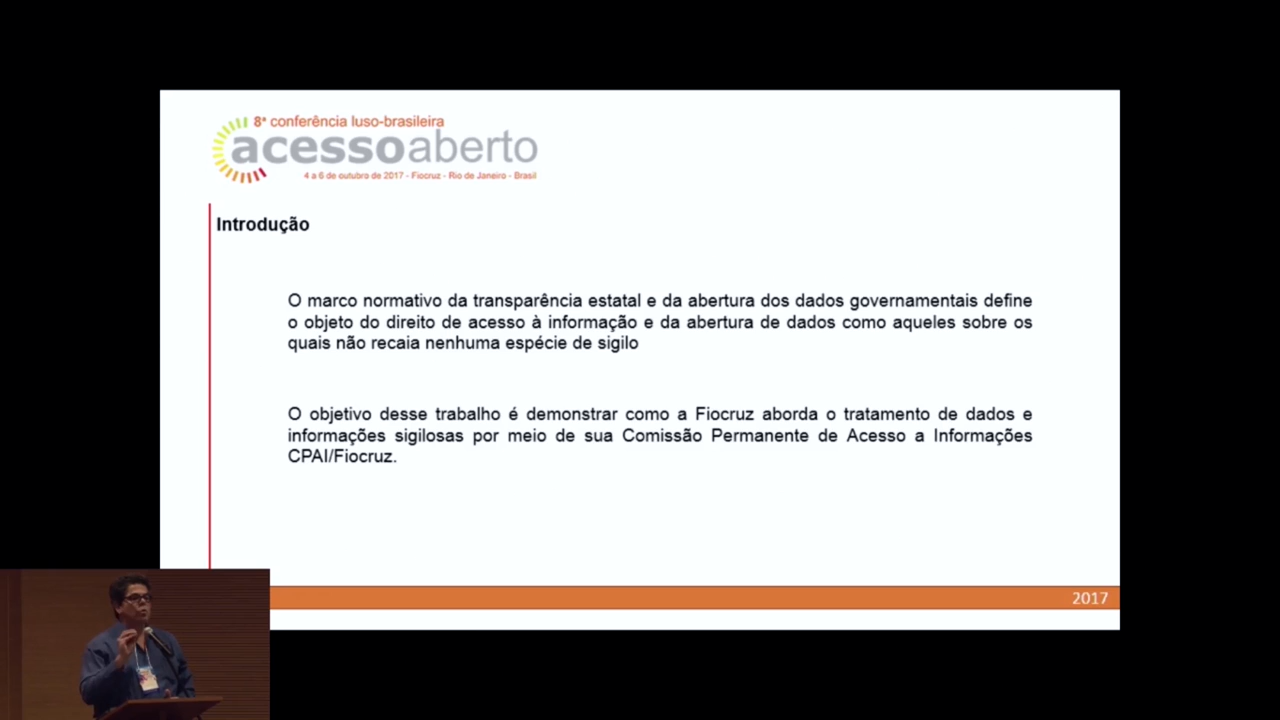 8ª conferência luso-brasileira
acessoaberto
4 a 6 de outubro de 2017 - Fiocruz - Rio de Janeiro - Brasil
Introdução
O marco normativo da transparência estatal e da abertura dos dados governamentais define
o objeto do direito de acesso à informação e da abertura de dados como aqueles sobre os
quais não recaia nenhuma espécie de sigilo
O objetivo desse trabalho é demonstrar como a Fiocruz aborda o tratamento de dados e
informações sigilosas por meio de sua Comissão Permanente de Acesso a Informações
CPAI/Fiocruz.
2017